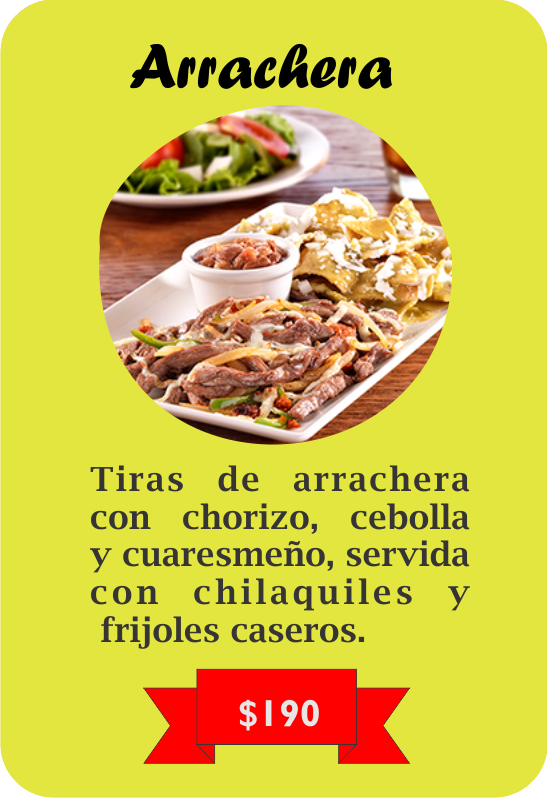 Arrachera
Tiras de arrachera
con chorizo, cebolla
y cuaresmeño, servida
con chilaquiles y
frijoles caseros.
$190